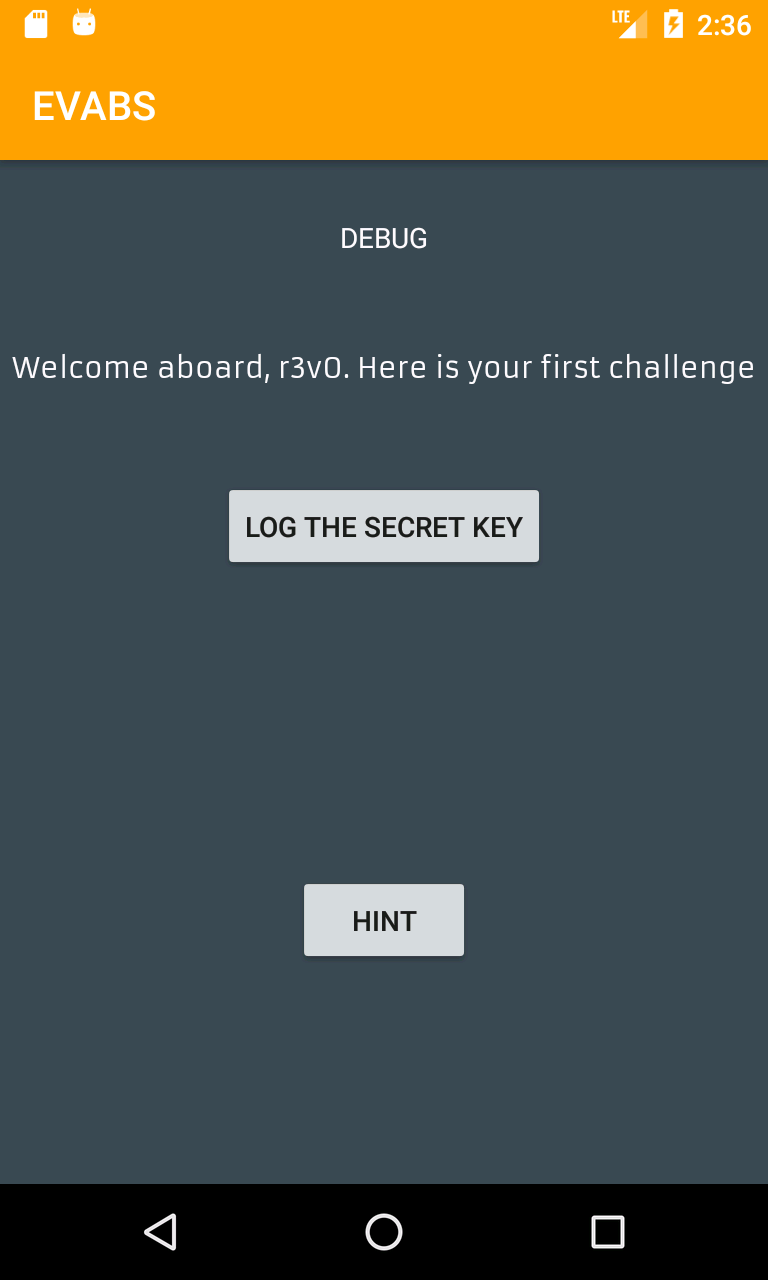 LTE 2:36
EVABS
DEBUG
Welcome aboard, r3v0. Here is your first challenge
LOG THE SECRET KEY
HINT